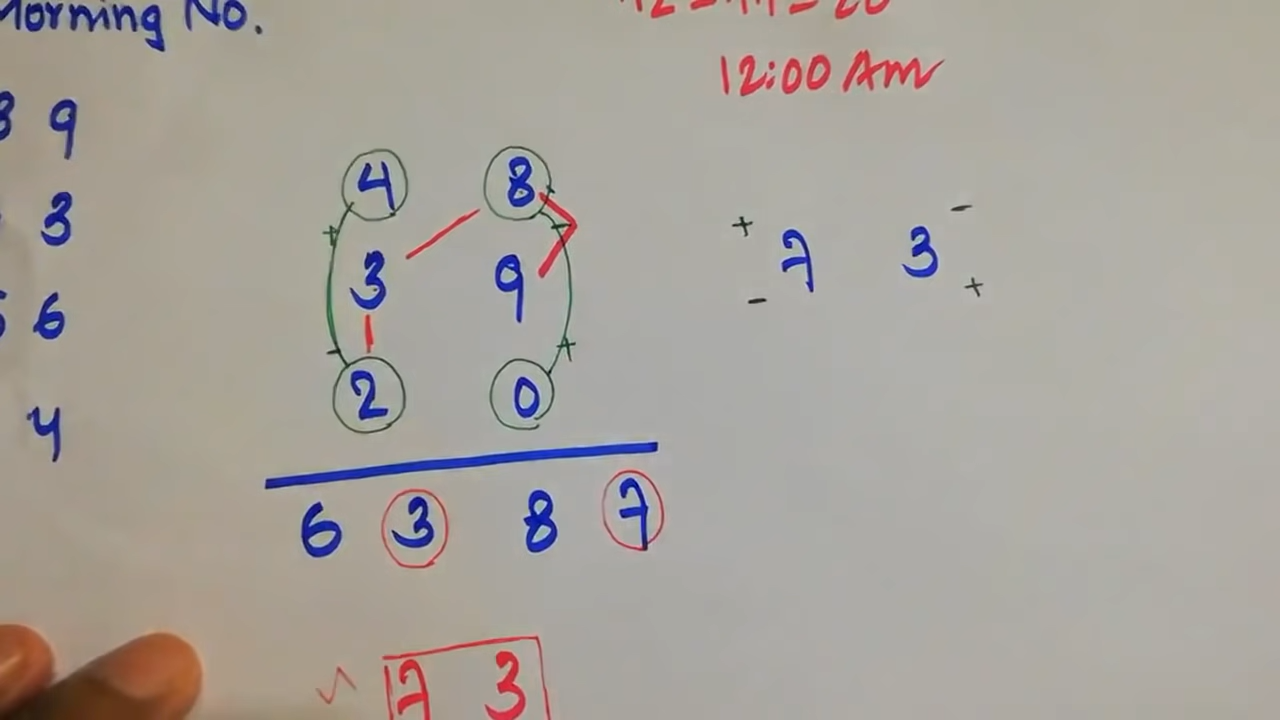 Morning No.
12:00 Am
9
4 8
3
+ 7 3 -
- +
3 9
6
2 0
4
6 3 8 7
7 3